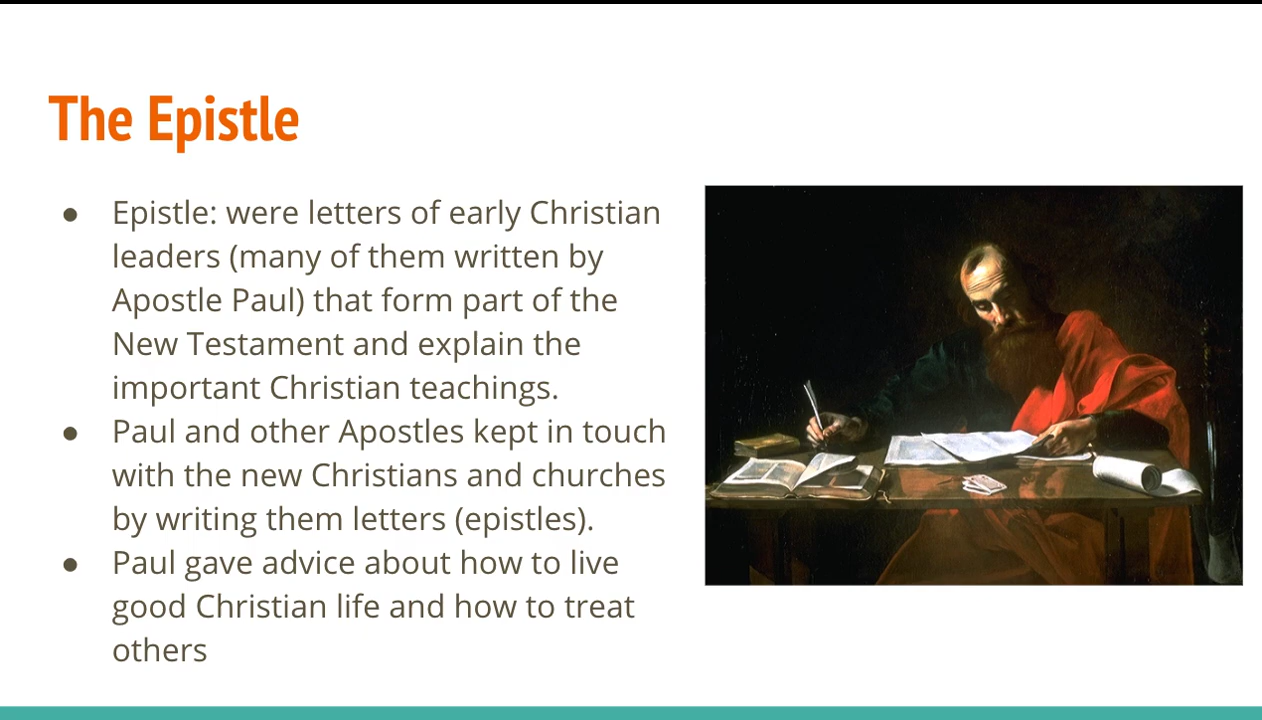 The Epistle
● Epistle: were letters of early Christian
leaders (many of them written by
Apostle Paul) that form part of the
New Testament and explain the
important Christian teachings.
● Paul and other Apostles kept in touch
with the new Christians and churches
by writing them letters (epistles).
● Paul gave advice about how to live
good Christian life and how to treat
others